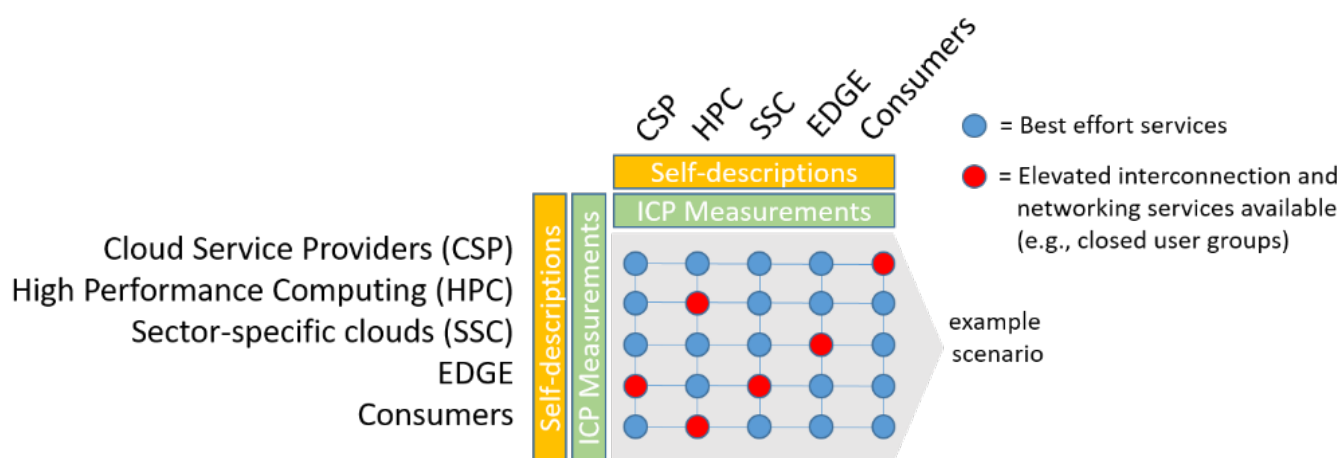 CSP
HPC
SSC
EDGE
Consumers
Self-descriptions
ICP Measurements
= Best effort services
= Elevated interconnection and
networking services available
(e.g., closed user groups)
Self-descriptions
ICP Measurements
Cloud Service Providers (CSP)
High Performance Computing (HPC)
Sector-specific clouds (SSC)
EDGE
Consumers
example
scenario